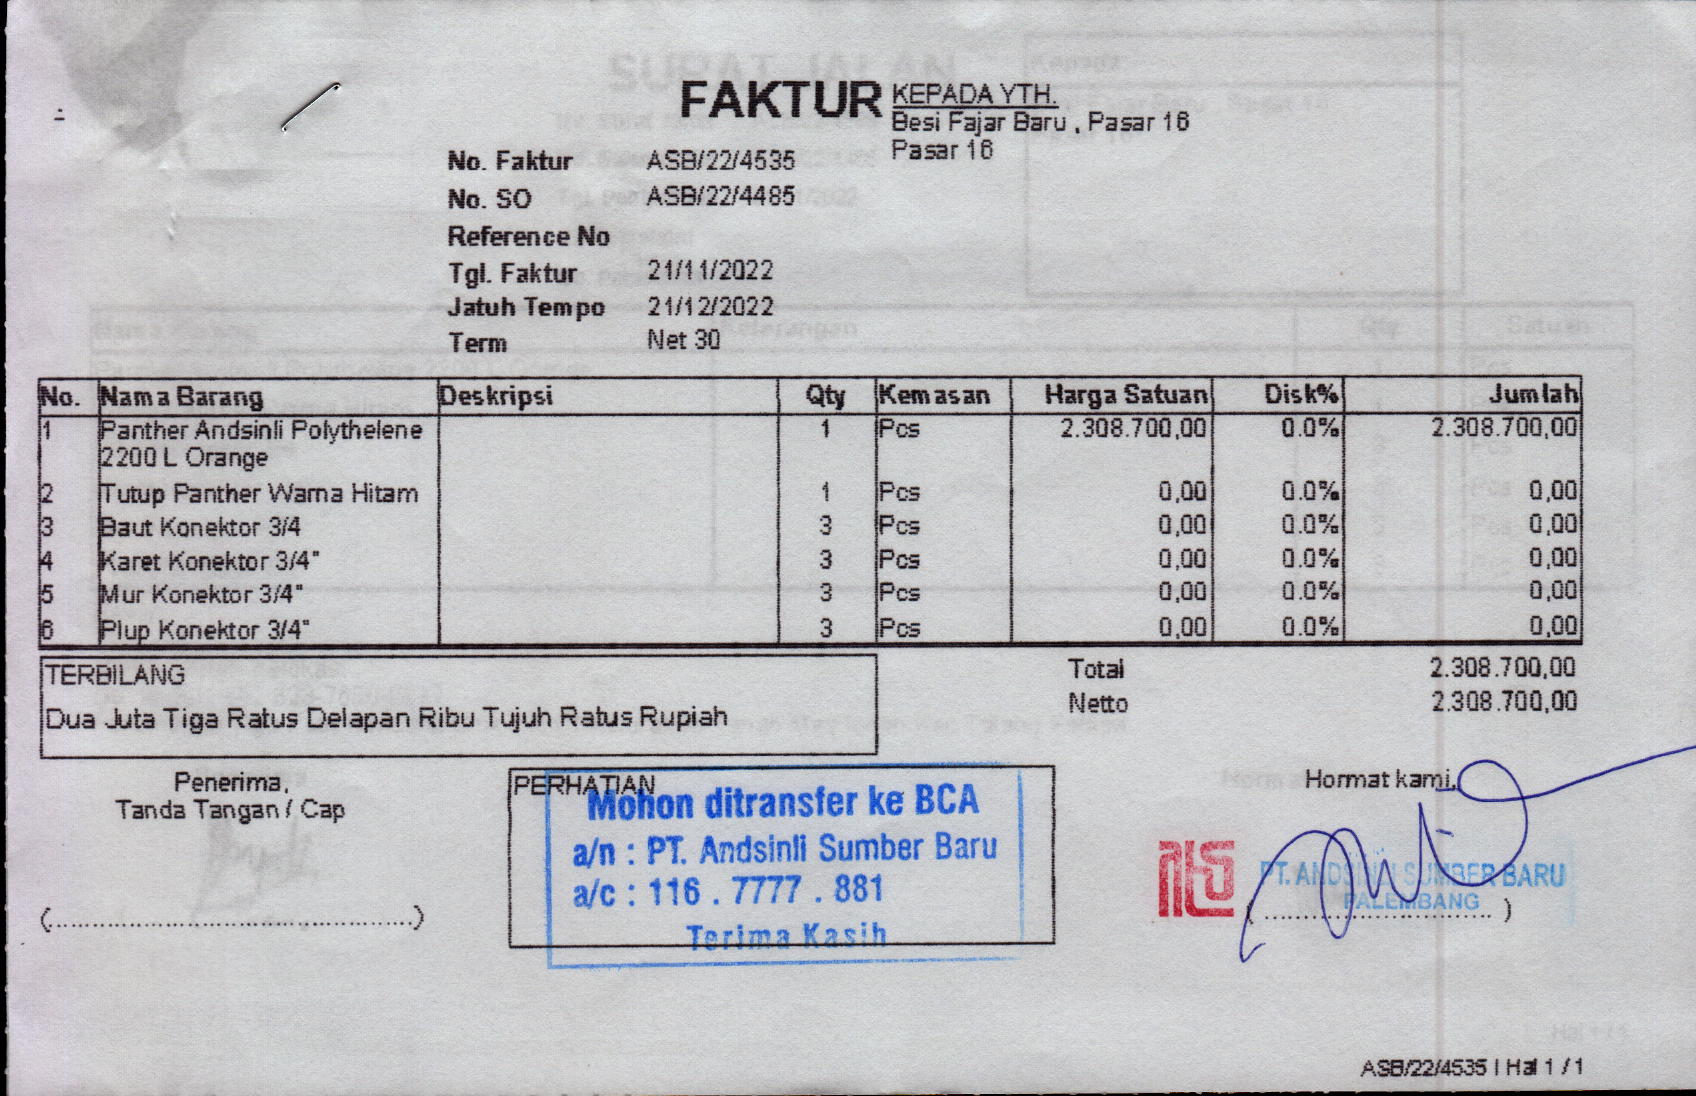 FAKTUR
KEPADA YTH.
Besi Fajar Baru , Pasar 16
Pasar 16
No. Faktur ASB/22/4535
No. SO ASB/22/4485
Reference No
Tgl. Faktur 21/11/2022
Jatuh Tempo 21/12/2022
Term Net 30
No. Nama Barang Deskripsi Qty Kemasan Harga Satuan Disk% Jumlah
1 Panther Andsinli Polythelene 1 Pcs 2.308.700,00 0.0% 2.308.700,00
2200 L Orange
2 Tutup Panther Warna Hitam 1 Pcs 0,00 0.0% 0,00
3 Baut Konektor 3/4 3 Pcs 0,00 0.0% 0,00
4 Karet Konektor 3/4" 3 Pcs 0,00 0.0% 0,00
5 Mur Konektor 3/4" 3 Pcs 0,00 0.0% 0,00
6 Plup Konektor 3/4" 3 Pcs 0,00 0.0% 0,00
TERBILANG
Dua Juta Tiga Ratus Delapan Ribu Tujuh Ratus Rupiah
Total 2.308.700,00
Netto 2.308.700,00
Penerima,
Tanda Tangan / Cap
(................................................)
PERHATIAN
Mohon ditransfer ke BCA
a/n : PT. Andsinli Sumber Baru
a/c : 116 . 7777 . 881
Terima Kasih
Hormat kami,
PT. ANDSINLI SUMBER BARU
PALEMBANG
( .............................. )
ASB/22/4535 | Hal 1 / 1